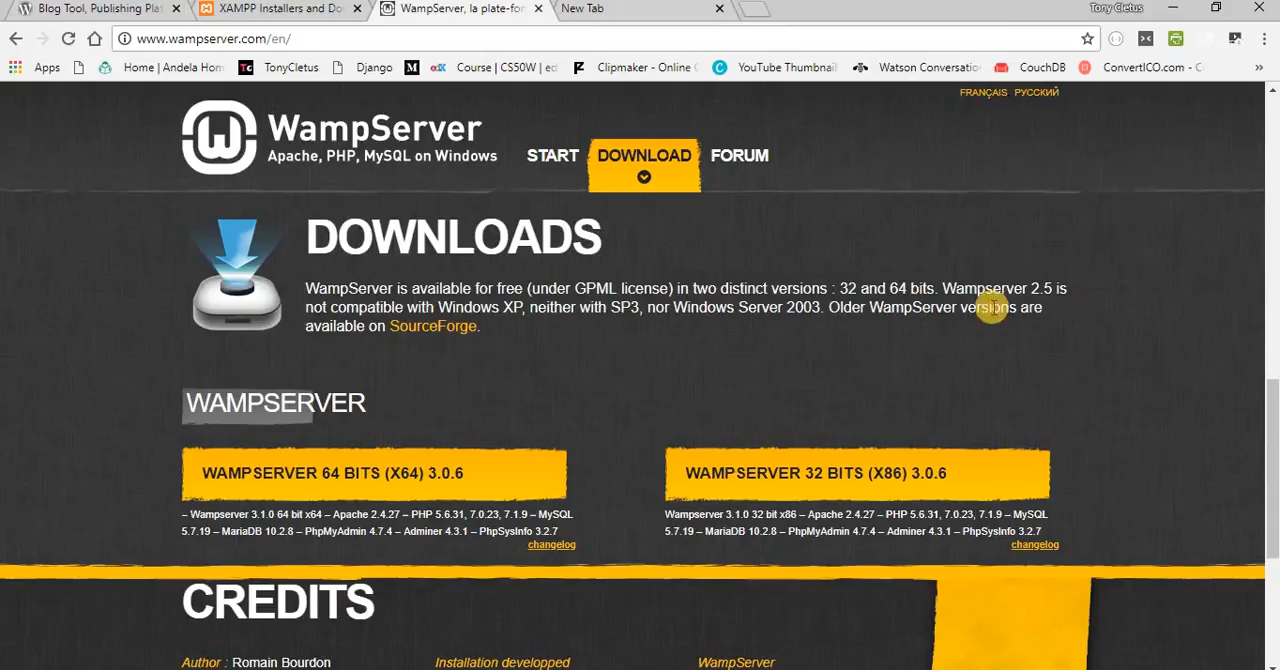 Blog Tool, Publishing Plat
XAMPP Installers and Do
WampServer, la plate-for
New Tab
Tony Cletus
www.wampserver.com/en/
Apps
Home | Andela Hom
Tc TonyCletus
Django
M
edX Course | CS50W | ed
Clipmaker - Online C
C YouTube Thumbnail
Watson Conversatio
CouchDB
ConvertICO.com - C
FRANÇAIS РУССКИЙ
WampServer
Apache, PHP, MySQL on Windows
START DOWNLOAD FORUM
DOWNLOADS
WampServer is available for free (under GPML license) in two distinct versions : 32 and 64 bits. Wampserver 2.5 is
not compatible with Windows XP, neither with SP3, nor Windows Server 2003. Older WampServer versions are
available on SourceForge.
WAMPSERVER
WAMPSERVER 64 BITS (X64) 3.0.6
– Wampserver 3.1.0 64 bit x64 – Apache 2.4.27 – PHP 5.6.31, 7.0.23, 7.1.9 – MySQL
5.7.19 – MariaDB 10.2.8 – PhpMyAdmin 4.7.4 – Adminer 4.3.1 – PhpSysInfo 3.2.7
changelog
WAMPSERVER 32 BITS (X86) 3.0.6
Wampserver 3.1.0 32 bit x86 – Apache 2.4.27 – PHP 5.6.31, 7.0.23, 7.1.9 – MySQL
5.7.19 – MariaDB 10.2.8 – PhpMyAdmin 4.7.4 – Adminer 4.3.1 – PhpSysInfo 3.2.7
changelog
CREDITS
Author : Romain Bourdon
Installation developped
WampServer